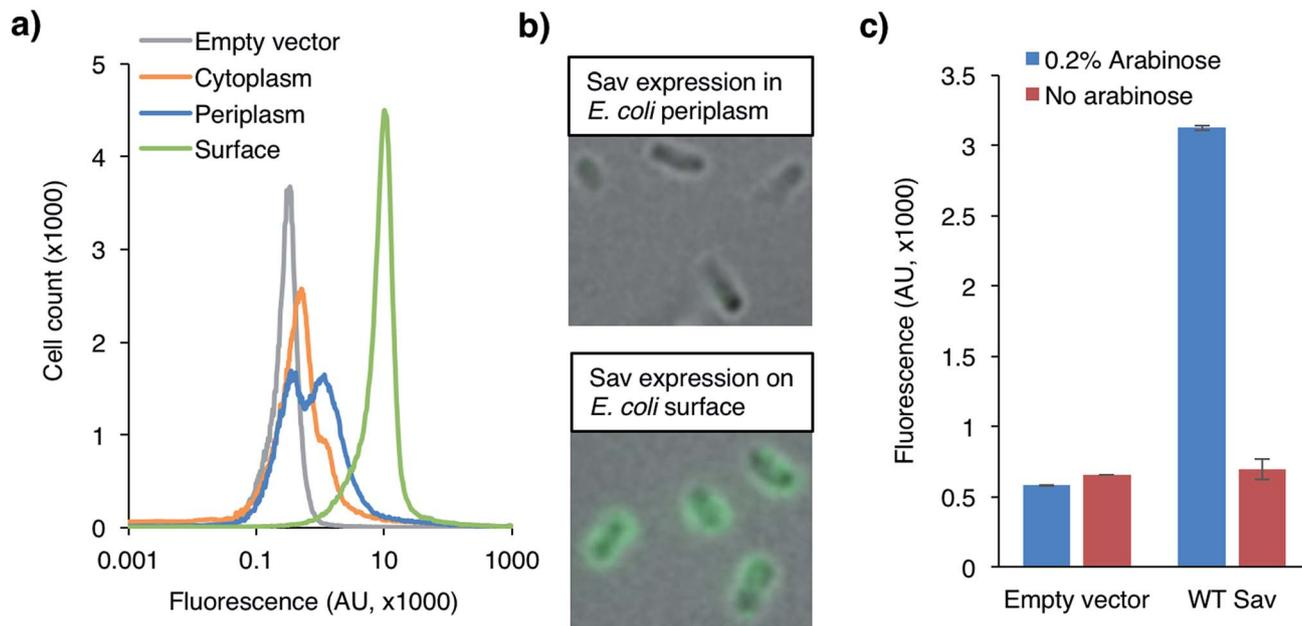 a)
Empty vector
Cytoplasm
Periplasm
Surface
5
4
3
2
1
0
Cell count (x1000)
0.001
0.1
10
1000
Fluorescence (AU, x1000)
b)
Sav expression in
E. coli periplasm
Sav expression on
E. coli surface
c)
0.2% Arabinose
No arabinose
3.5
3
2.5
2
1.5
1
0.5
0
Fluorescence (AU, x1000)
Empty vector
WT Sav